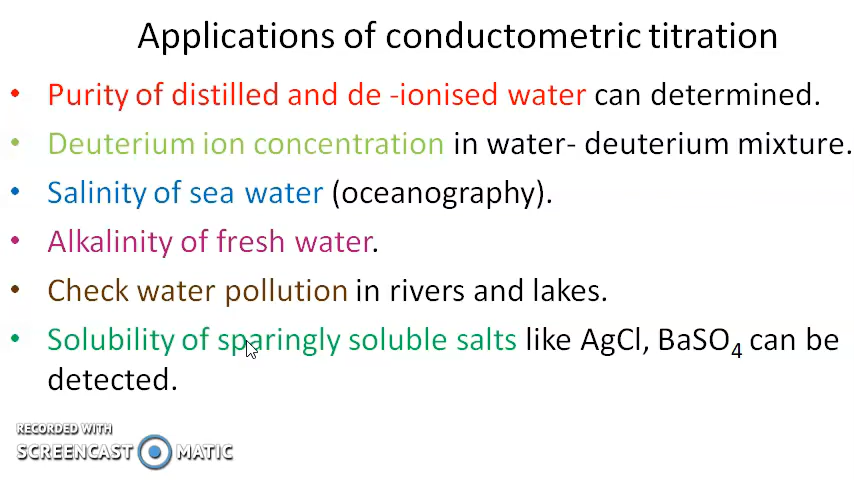 Applications of conductometric titration
• Purity of distilled and de -ionised water can determined.
• Deuterium ion concentration in water- deuterium mixture.
• Salinity of sea water (oceanography).
• Alkalinity of fresh water.
• Check water pollution in rivers and lakes.
• Solubility of sparingly soluble salts like AgCl, BaSO₄ can be
detected.
RECORDED WITH
SCREENCAST MATIC